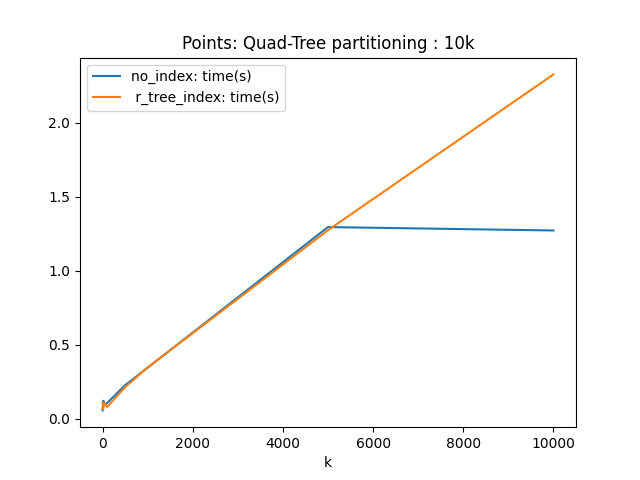 Points: Quad-Tree partitioning : 10k
no_index: time(s)
r_tree_index: time(s)
2.0
1.5
1.0
0.5
0.0
0 2000 4000 6000 8000 10000
k